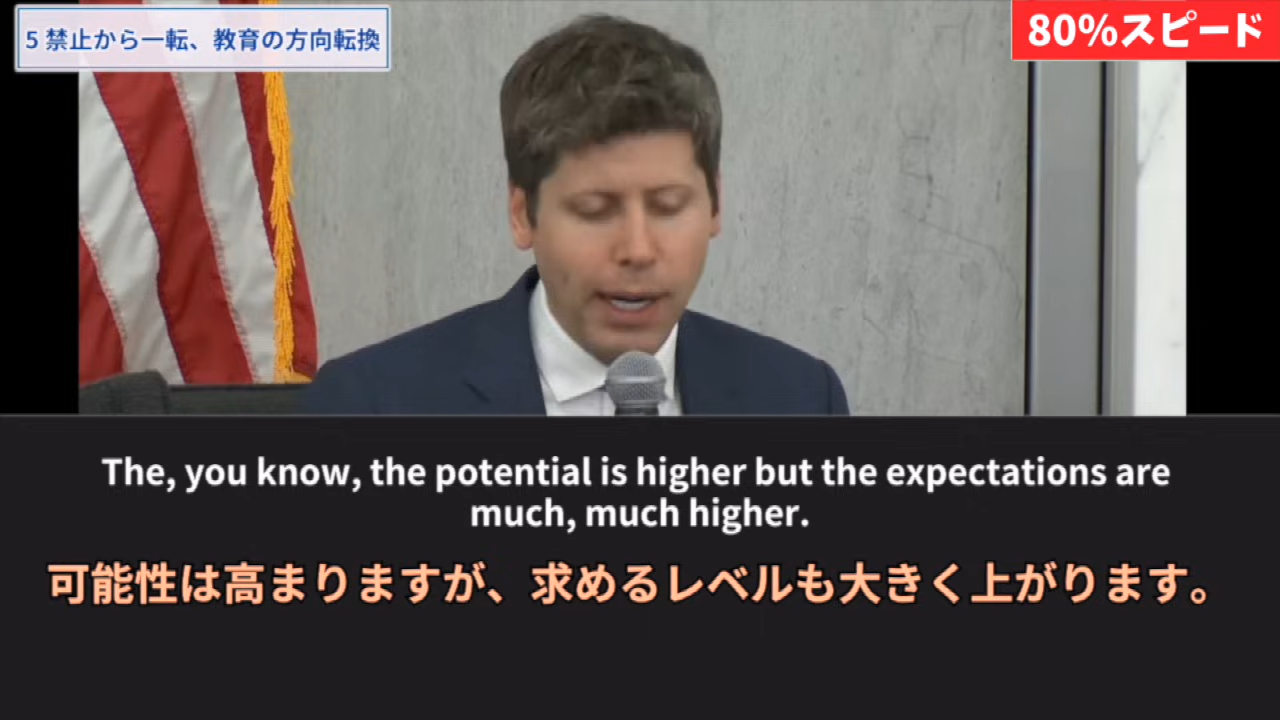 5 禁止から一転、教育の方向転換
80%スピード
The, you know, the potential is higher but the expectations are
much, much higher.
可能性は高まりますが、求めるレベルも大きく上がります。